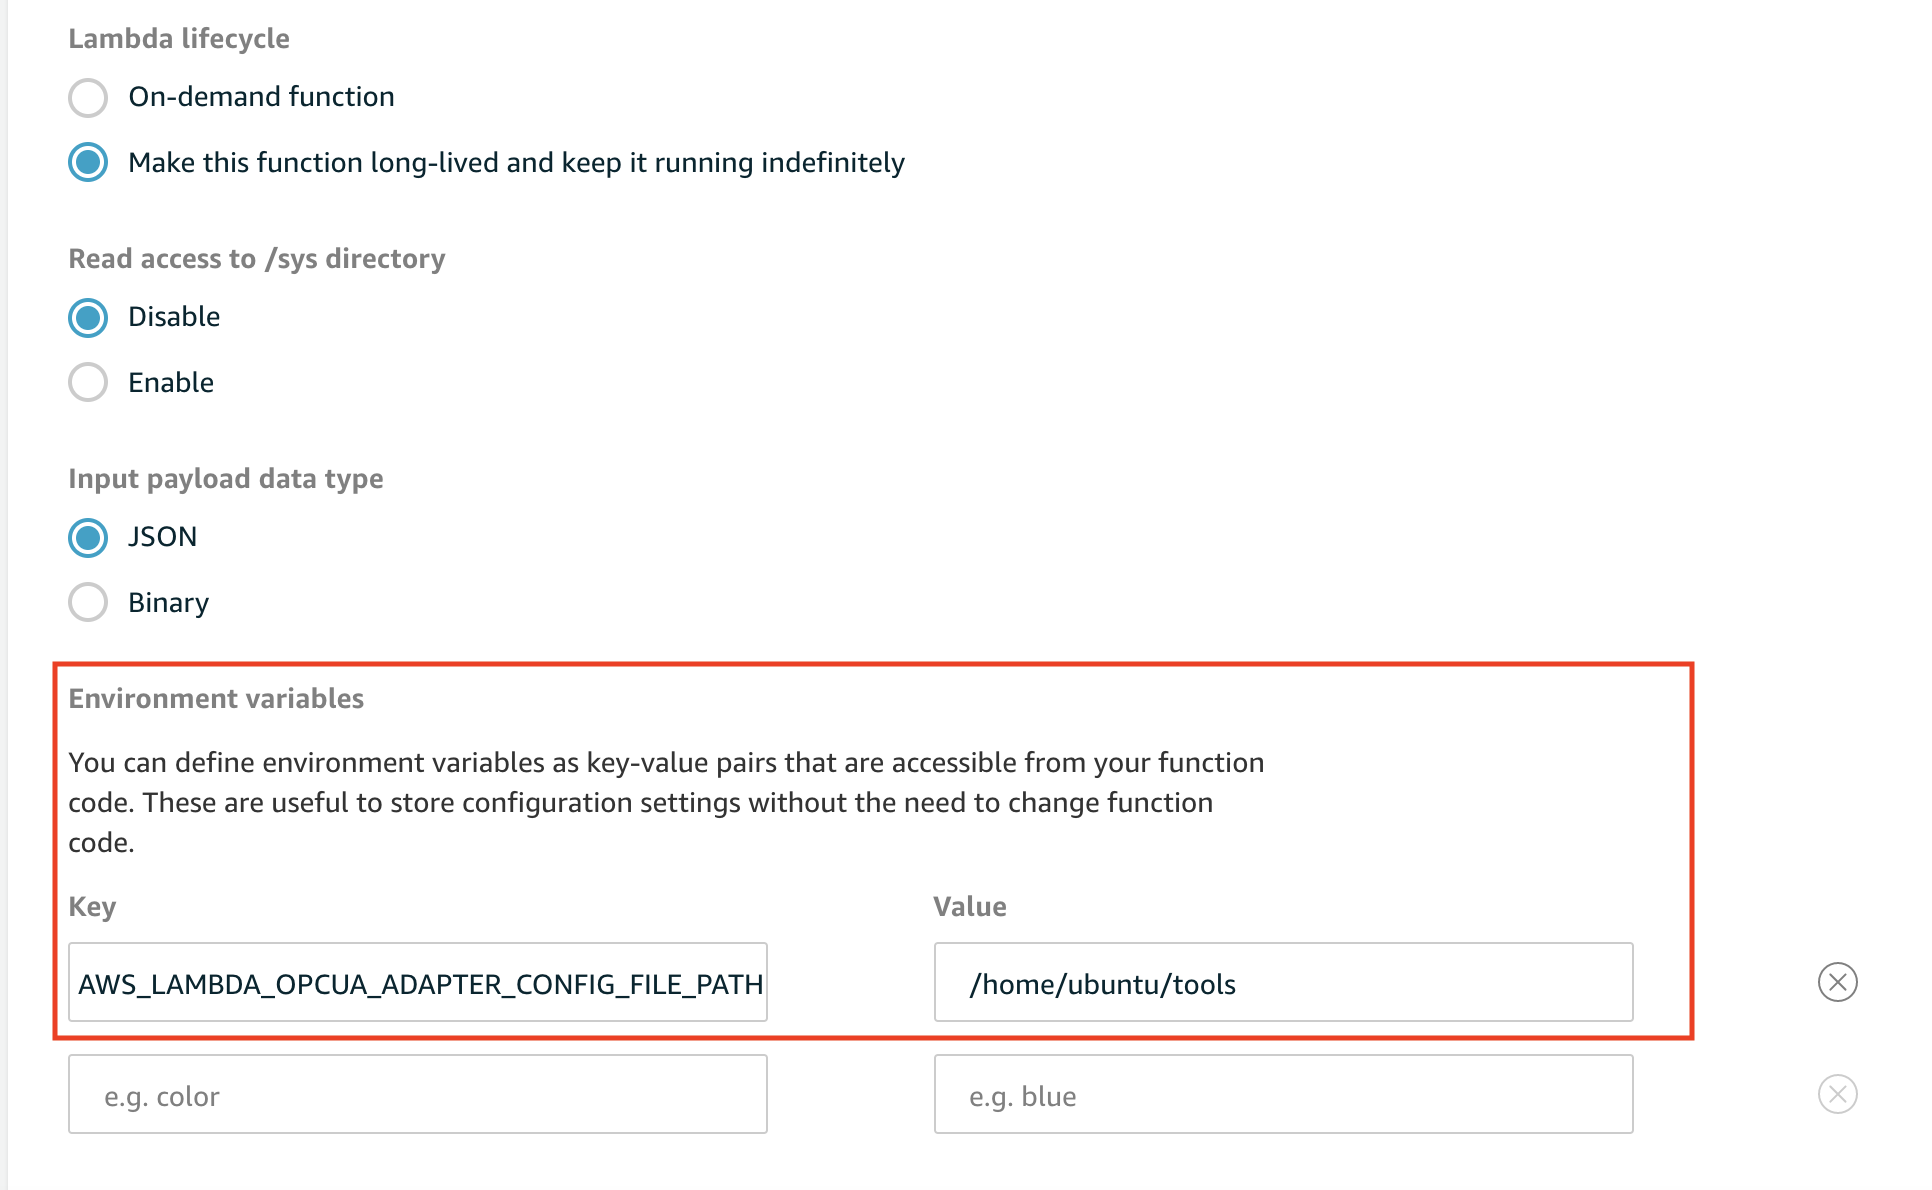 Lambda lifecycle
On-demand function
Make this function long-lived and keep it running indefinitely
Read access to /sys directory
Disable
Enable
Input payload data type
JSON
Binary
Environment variables
You can define environment variables as key-value pairs that are accessible from your function
code. These are useful to store configuration settings without the need to change function
code.
Key Value
AWS_LAMBDA_OPCUA_ADAPTER_CONFIG_FILE_PATH /home/ubuntu/tools
e.g. color e.g. blue